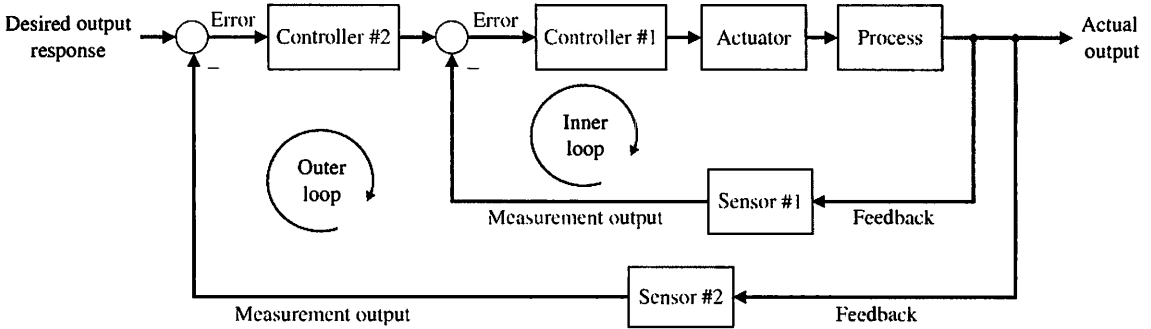 Desired output
response
Error
Controller #2
Error
Controller #1
Actuator
Process
Actual
output
–
–
Inner
loop
Outer
loop
Sensor #1
Measurement output
Feedback
Sensor #2
Measurement output
Feedback